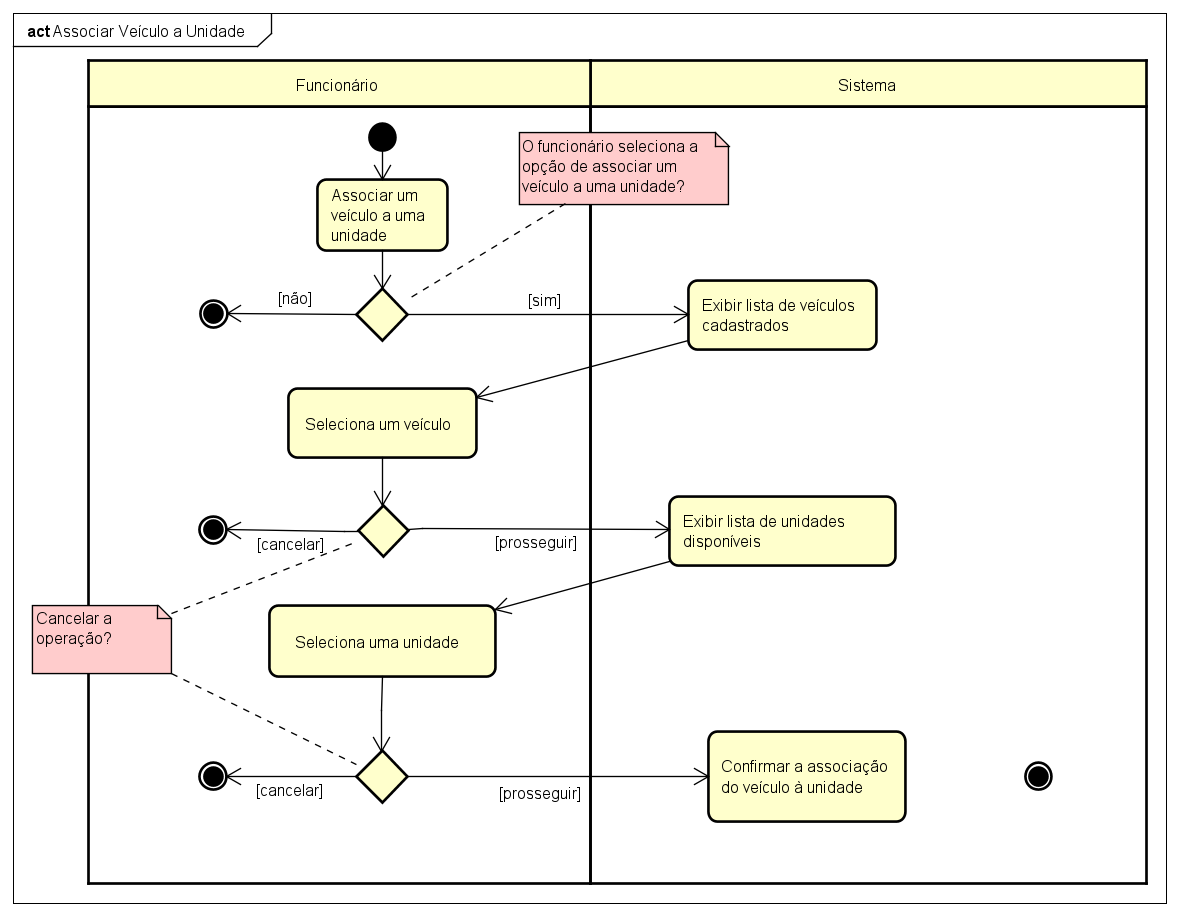 act Associar Veículo a Unidade
Funcionário
Sistema
O funcionário seleciona a
opção de associar um
veículo a uma unidade?
Associar um
veículo a uma
unidade
[não]
[sim]
Exibir lista de veículos
cadastrados
Seleciona um veículo
[cancelar]
[prosseguir]
Exibir lista de unidades
disponíveis
Cancelar a
operação?
Seleciona uma unidade
[cancelar]
[prosseguir]
Confirmar a associação
do veículo à unidade